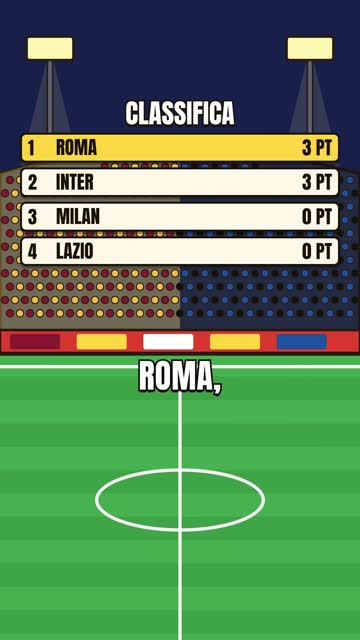 CLASSIFICA
1 ROMA 3 PT
2 INTER 3 PT
3 MILAN 0 PT
4 LAZIO 0 PT
ROMA,